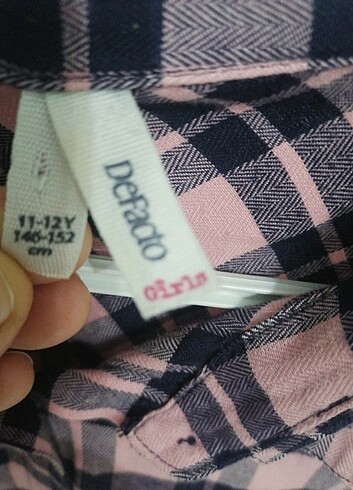 11-12Y
146-152
cm
DeFacto
Girls